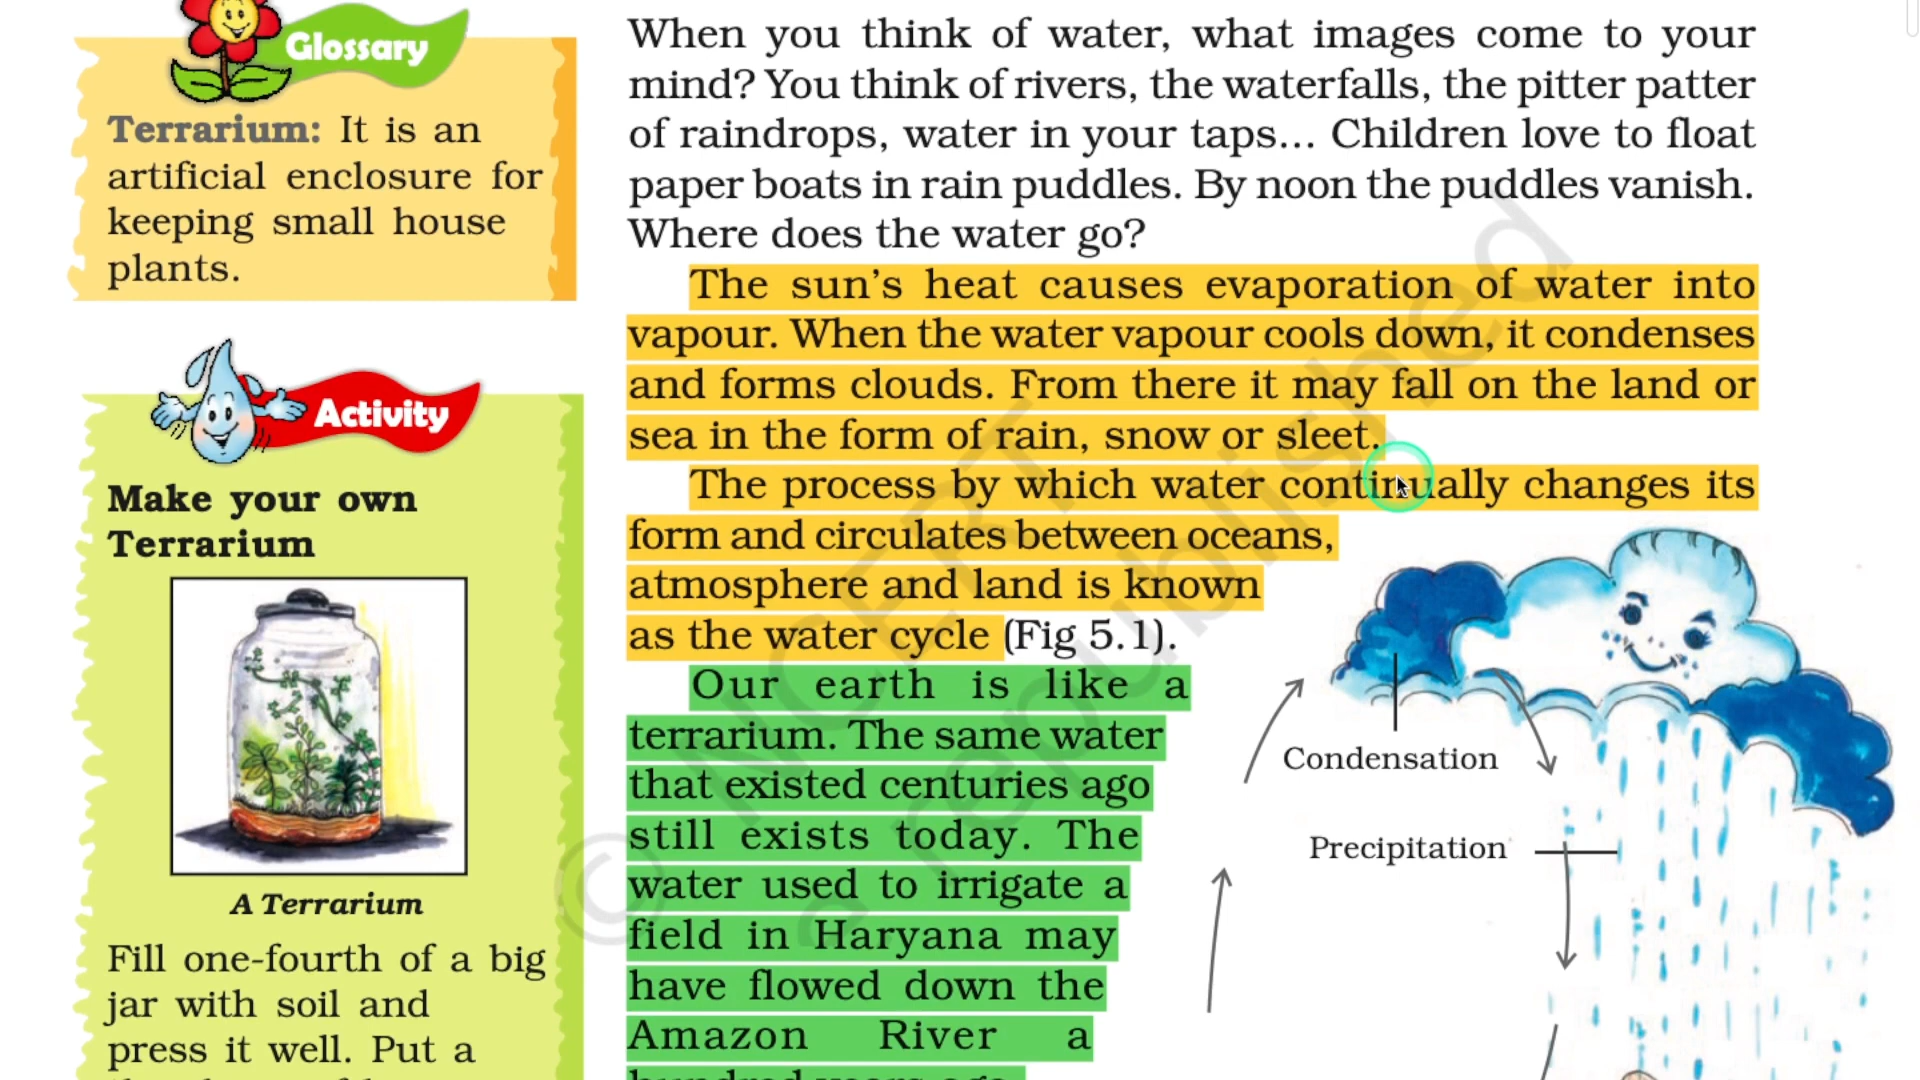 Glossary
Terrarium: It is an
artificial enclosure for
keeping small house
plants.
Activity
Make your own
Terrarium
A Terrarium
Fill one-fourth of a big
jar with soil and
press it well. Put a
When you think of water, what images come to your
mind? You think of rivers, the waterfalls, the pitter patter
of raindrops, water in your taps... Children love to float
paper boats in rain puddles. By noon the puddles vanish.
Where does the water go?
The sun's heat causes evaporation of water into
vapour. When the water vapour cools down, it condenses
and forms clouds. From there it may fall on the land or
sea in the form of rain, snow or sleet.
The process by which water continually changes its
form and circulates between oceans,
atmosphere and land is known
as the water cycle (Fig 5.1).
Our earth is like a
terrarium. The same water
that existed centuries ago
still exists today. The
water used to irrigate a
field in Haryana may
have flowed down the
Amazon River a
hundred years ago.
Condensation
Precipitation
© NCERT
republished